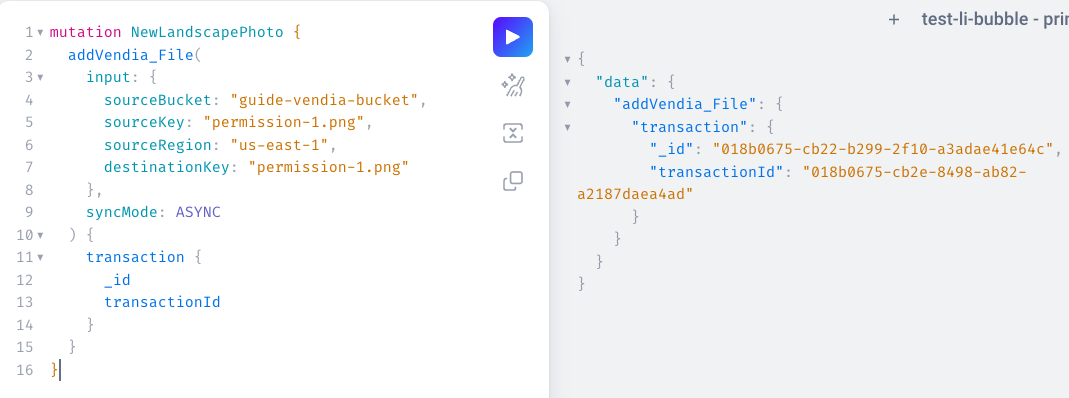 1 mutation NewLandscapePhoto {
2 addVendia_File(
3 input: {
4 sourceBucket: "guide-vendia-bucket",
5 sourceKey: "permission-1.png",
6 sourceRegion: "us-east-1",
7 destinationKey: "permission-1.png"
8 },
9 syncMode: ASYNC
10 ) {
11 transaction {
12 _id
13 transactionId
14 }
15 }
16 }
+ test-li-bubble - prin
{
"data": {
"addVendia_File": {
"transaction": {
"_id": "018b0675-cb22-b299-2f10-a3adae41e64c",
"transactionId": "018b0675-cb2e-8498-ab82-
a2187daea4ad"
}
}
}
}